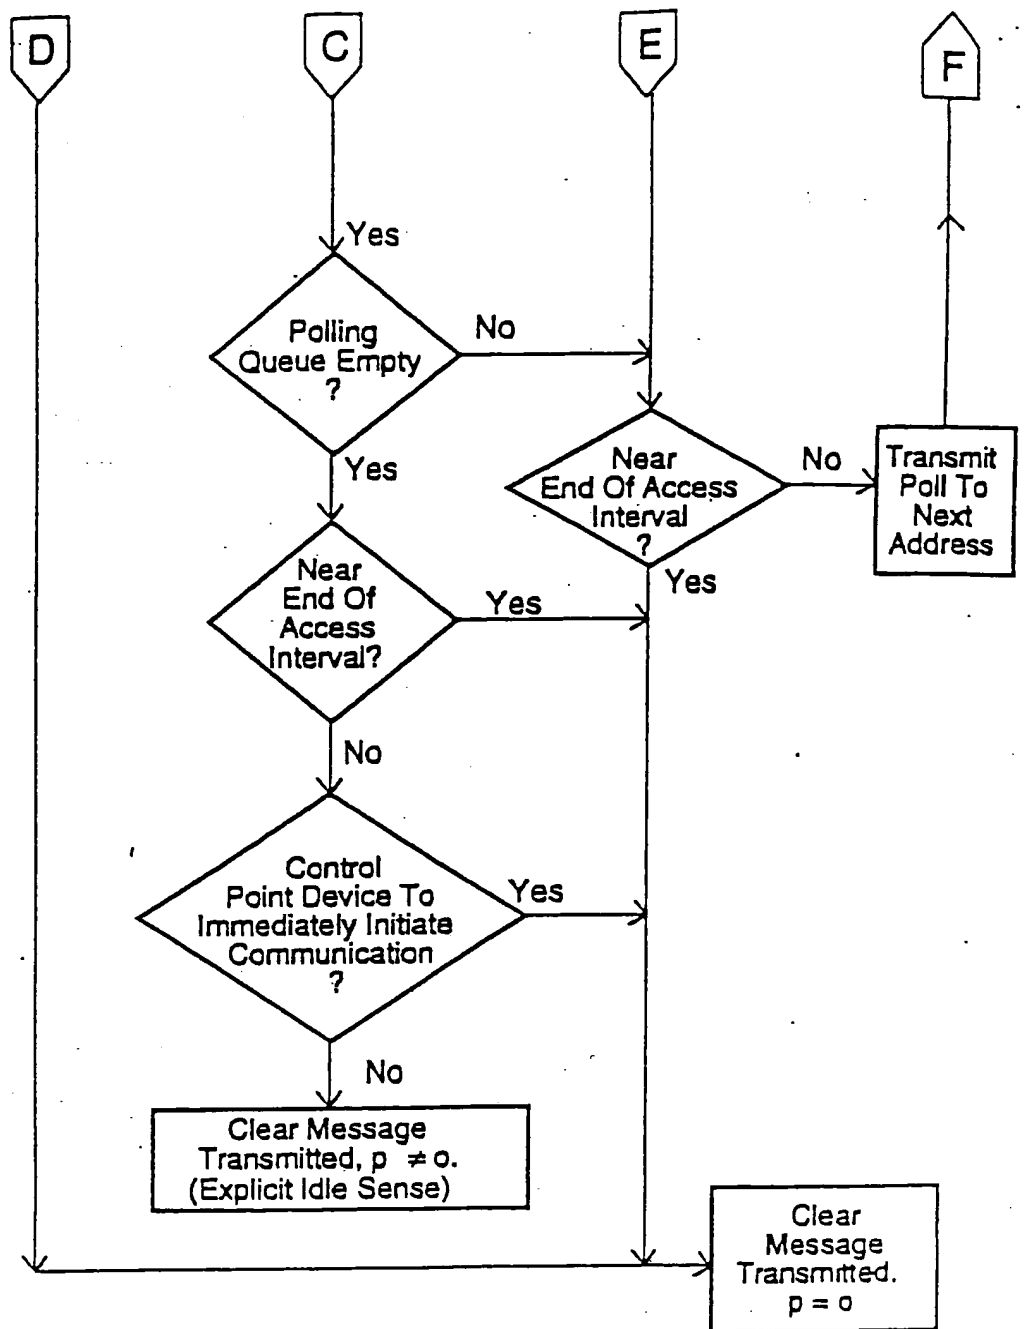 D
C
E
F
Yes
Polling
Queue Empty
?
No
Yes
Near
End Of Access
Interval
?
No
Transmit
Poll To
Next
Address
Yes
Near
End Of
Access
Interval?
Yes
No
Control
Point Device To
Immediately Initiate
Communication
?
Yes
No
Clear Message
Transmitted, p ≠ o.
(Explicit Idle Sense)
Clear
Message
Transmitted.
p = o